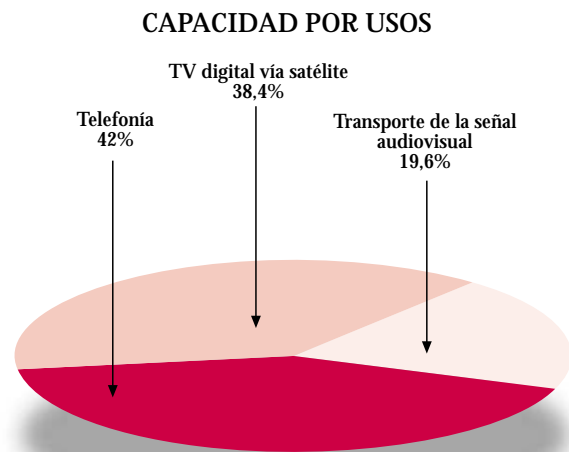 CAPACIDAD POR USOS
TV digital vía satélite
38,4%
Telefonía
42%
Transporte de la señal
audiovisual
19,6%